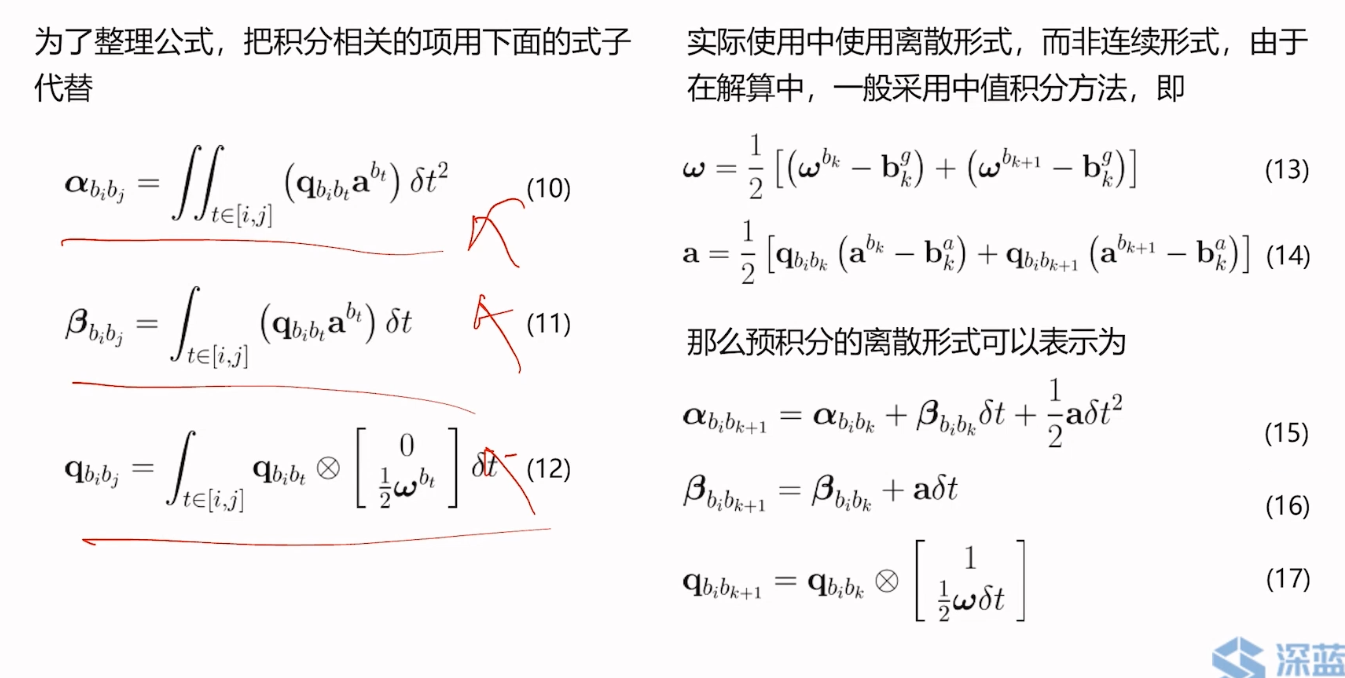 为了整理公式，把积分相关的项用下面的式子
代替
$\boldsymbol{\alpha}_{b_i b_j} = \iint_{t\in[i,j]} \left(\mathbf{q}_{b_i b_t} \mathbf{a}^{b_t}\right) \delta t^2$ (10)
$\boldsymbol{\beta}_{b_i b_j} = \int_{t\in[i,j]} \left(\mathbf{q}_{b_i b_t} \mathbf{a}^{b_t}\right) \delta t$ (11)
$\mathbf{q}_{b_i b_j} = \int_{t\in[i,j]} \mathbf{q}_{b_i b_t} \otimes \begin{bmatrix} 0 \\ \frac{1}{2}\boldsymbol{\omega}^{b_t} \end{bmatrix} \delta t$ (12)
实际使用中使用离散形式，而非连续形式，由于
在解算中，一般采用中值积分方法，即
$\boldsymbol{\omega} = \frac{1}{2}\left[\left(\boldsymbol{\omega}^{b_k} - \mathbf{b}_k^g\right) + \left(\boldsymbol{\omega}^{b_{k+1}} - \mathbf{b}_k^g\right)\right]$ (13)
$\mathbf{a} = \frac{1}{2}\left[\mathbf{q}_{b_i b_k}\left(\mathbf{a}^{b_k} - \mathbf{b}_k^a\right) + \mathbf{q}_{b_i b_{k+1}}\left(\mathbf{a}^{b_{k+1}} - \mathbf{b}_k^a\right)\right]$ (14)
那么预积分的离散形式可以表示为
$\boldsymbol{\alpha}_{b_i b_{k+1}} = \boldsymbol{\alpha}_{b_i b_k} + \boldsymbol{\beta}_{b_i b_k} \delta t + \frac{1}{2}\mathbf{a}\delta t^2$ (15)
$\boldsymbol{\beta}_{b_i b_{k+1}} = \boldsymbol{\beta}_{b_i b_k} + \mathbf{a}\delta t$ (16)
$\mathbf{q}_{b_i b_{k+1}} = \mathbf{q}_{b_i b_k} \otimes \begin{bmatrix} 1 \\ \frac{1}{2}\boldsymbol{\omega}\delta t \end{bmatrix}$ (17)
深蓝